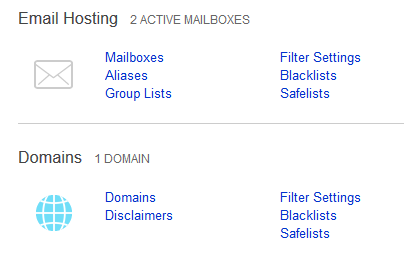 Email Hosting 2 ACTIVE MAILBOXES
Mailboxes Filter Settings
Aliases Blacklists
Group Lists Safelists
Domains 1 DOMAIN
Domains Filter Settings
Disclaimers Blacklists
Safelists